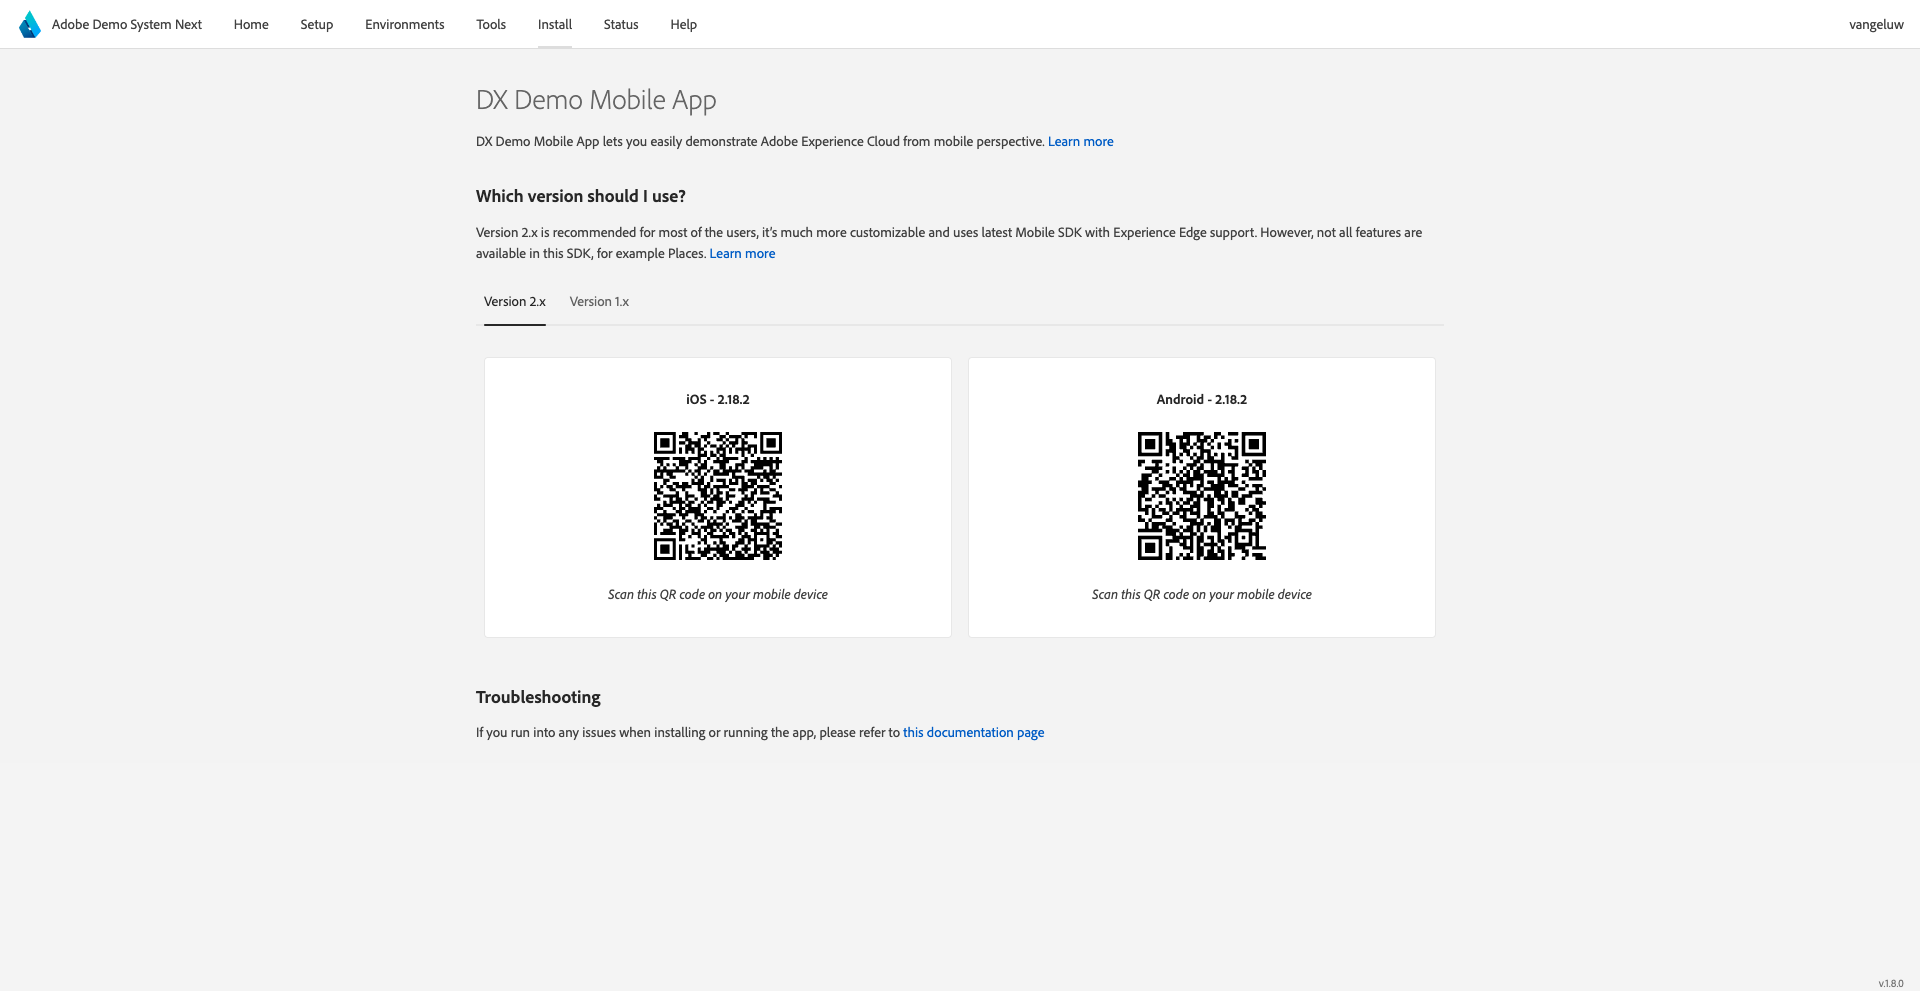 Adobe Demo System Next Home Setup Environments Tools Install Status Help vangeluw
DX Demo Mobile App
DX Demo Mobile App lets you easily demonstrate Adobe Experience Cloud from mobile perspective. Learn more
Which version should I use?
Version 2.x is recommended for most of the users, it's much more customizable and uses latest Mobile SDK with Experience Edge support. However, not all features are
available in this SDK, for example Places. Learn more
Version 2.x Version 1.x
iOS - 2.18.2
Scan this QR code on your mobile device
Android - 2.18.2
Scan this QR code on your mobile device
Troubleshooting
If you run into any issues when installing or running the app, please refer to this documentation page
v.1.8.0